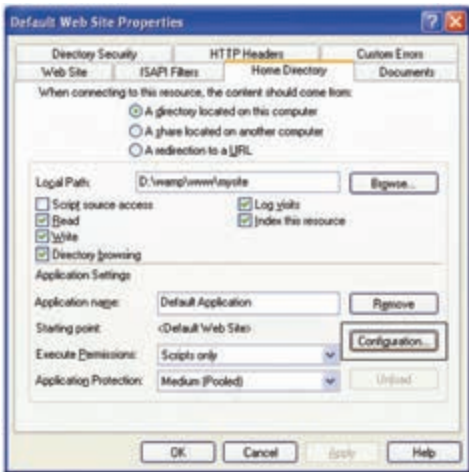 Default Web Site Properties
Directory Security HTTP Headers Custom Errors
Web Site ISAPI Filters Home Directory Documents
When connecting to this resource, the content should come from:
A directory located on this computer
A share located on another computer
A redirection to a URL
Local Path: D:\wamp\www\mysite Browse...
Script source access Log visits
Read Index this resource
Write
Directory browsing
Application Settings
Application name: Default Application Remove
Starting point: <Default Web Site>
Configuration...
Execute Permissions: Scripts only
Application Protection: Medium (Pooled) Unload
OK Cancel Apply Help